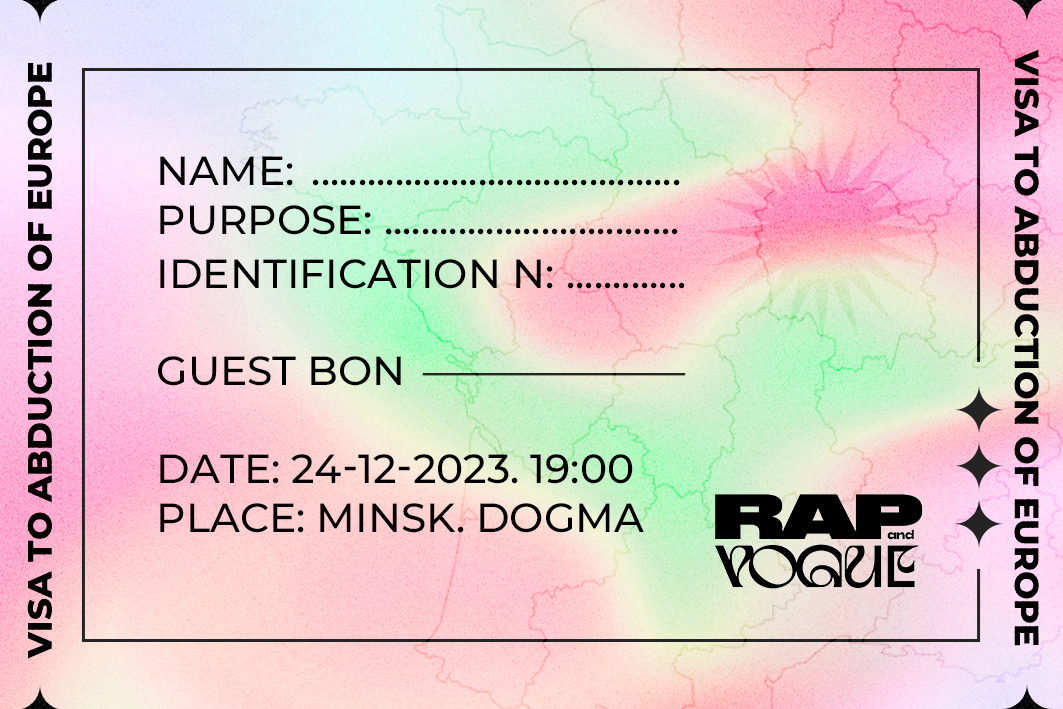 VISA TO ABDUCTION OF EUROPE
NAME: ........................................
PURPOSE: ................................
IDENTIFICATION N: .............
GUEST BON
DATE: 24-12-2023. 19:00
PLACE: MINSK. DOGMA
RAP
and
VOGUE
VISA TO ABDUCTION OF EUROPE